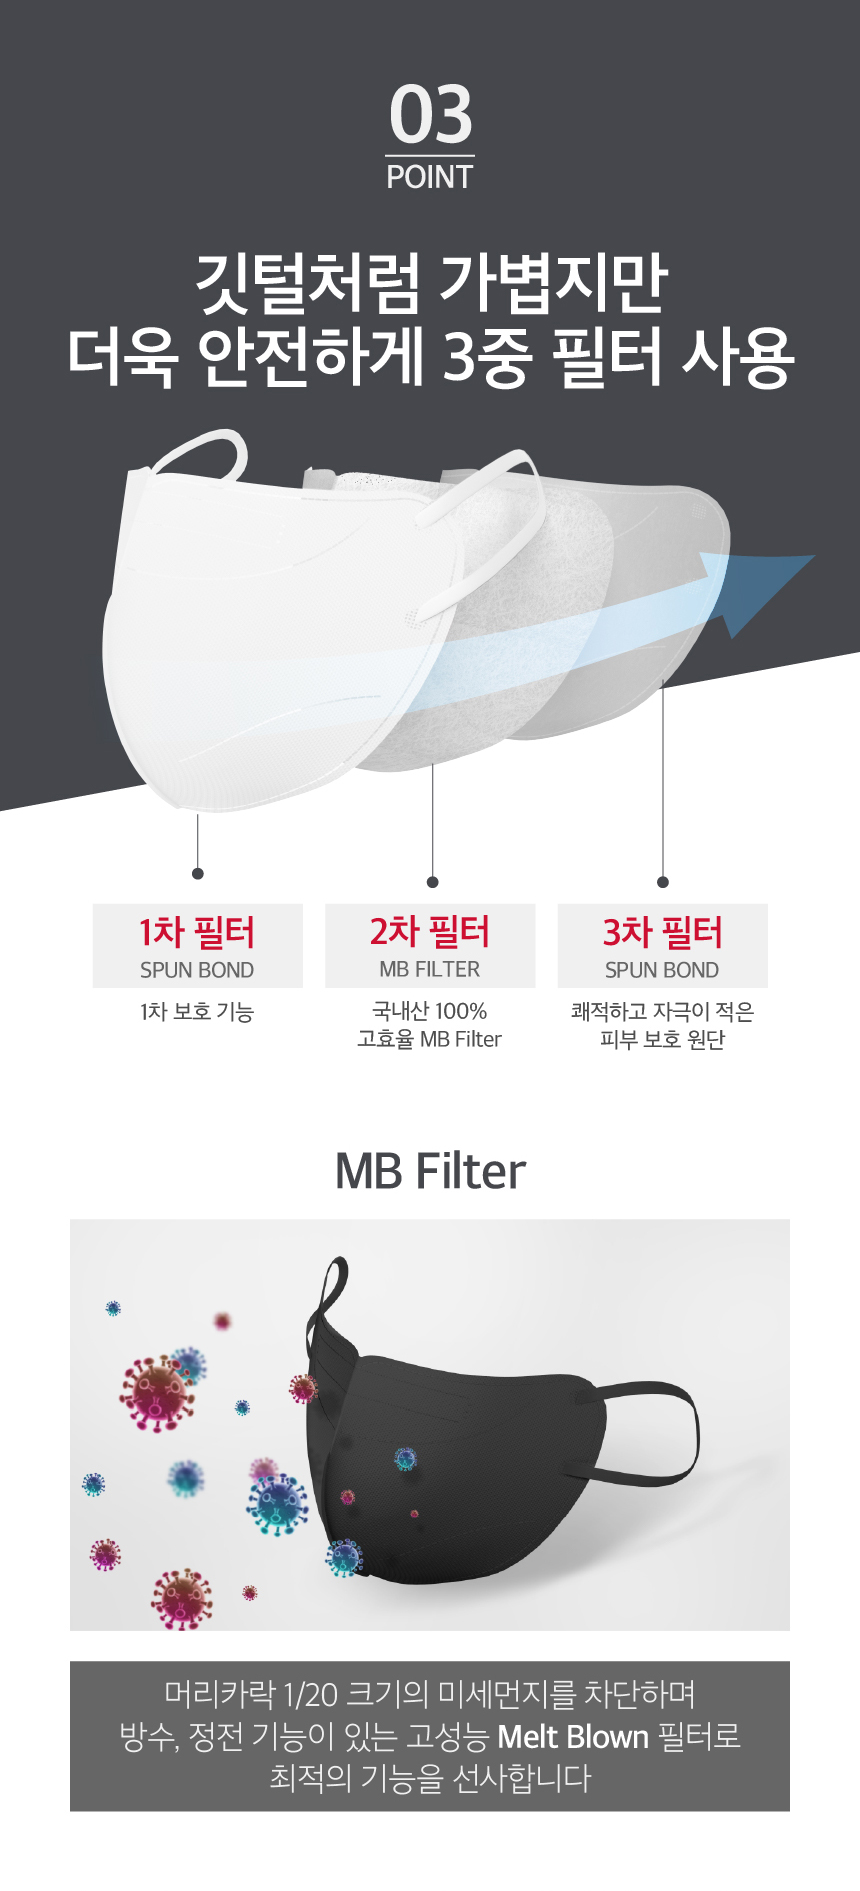 03
POINT
깃털처럼 가볍지만
더욱 안전하게 3중 필터 사용
1차 필터
SPUN BOND
1차 보호 기능
2차 필터
MB FILTER
국내산 100%
고효율 MB Filter
3차 필터
SPUN BOND
쾌적하고 자극이 적은
피부 보호 원단
MB Filter
머리카락 1/20 크기의 미세먼지를 차단하며
방수, 정전 기능이 있는 고성능 Melt Blown 필터로
최적의 기능을 선사합니다